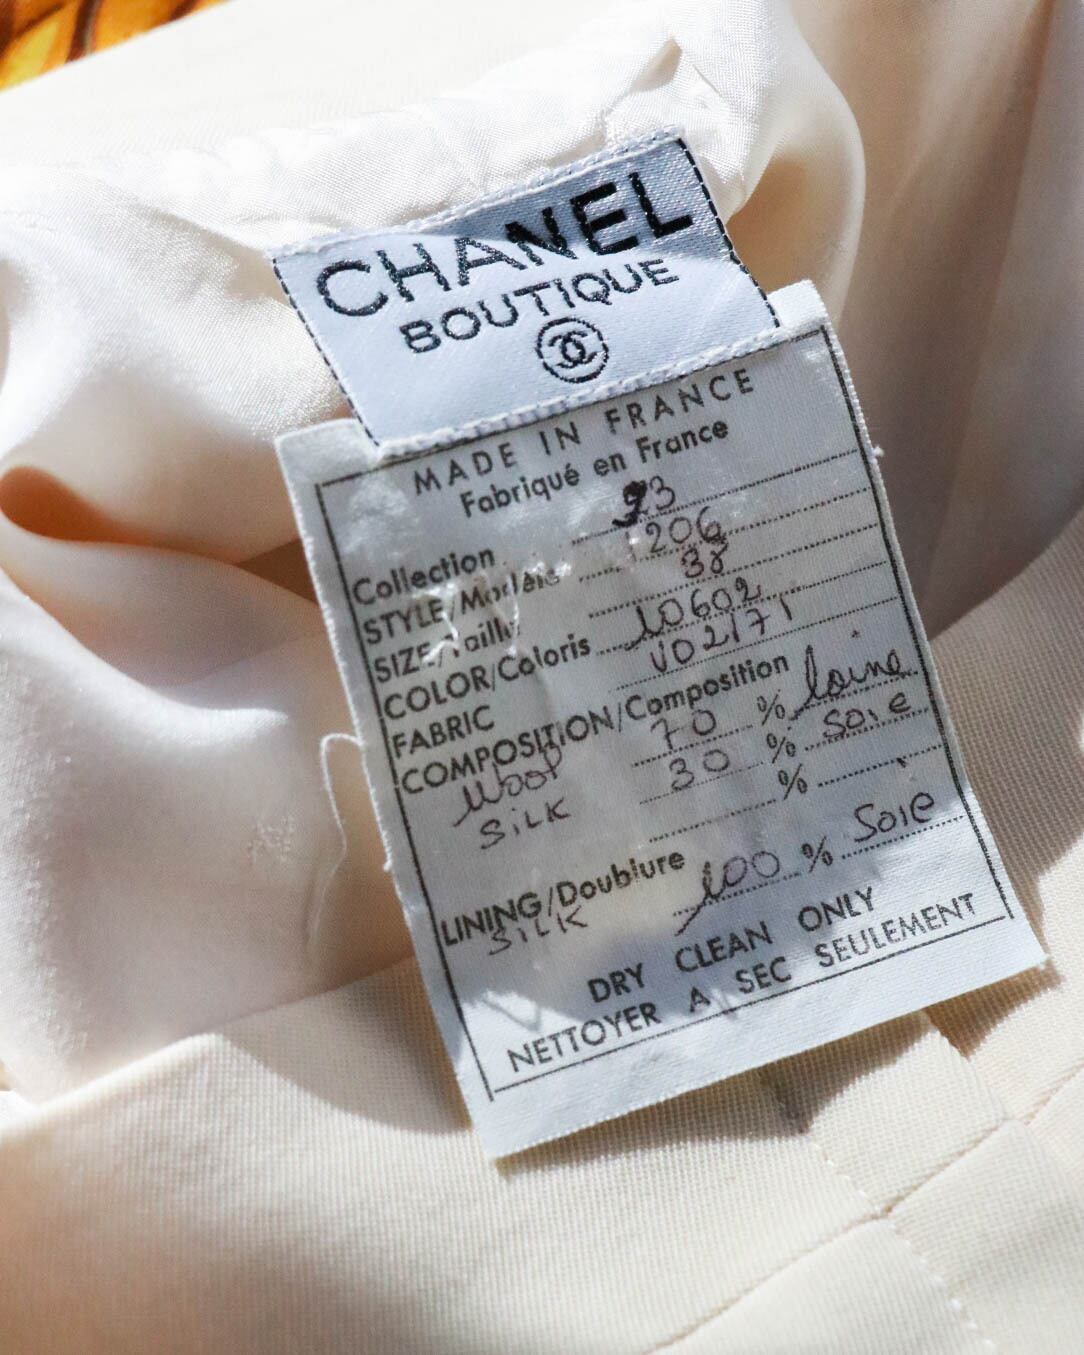 CHANEL
BOUTIQUE
MADE IN FRANCE
Fabriqué en France
Collection 23
STYLE/Modèle 1206
SIZE/Taille 38
COLOR/Coloris 10602
FABRIC V02171
COMPOSITION/Composition
wool 70 % laine
SILK 30 % soie
%
LINING/Doublure 100 % Soie
SILK
DRY CLEAN ONLY
NETTOYER A SEC SEULEMENT